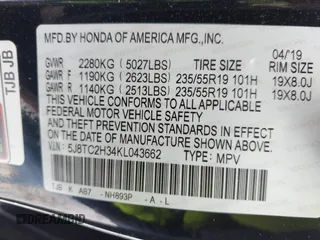 MFD.BY HONDA OF AMERICA MFG.,INC.
04/'19
TIRE SIZE RIM SIZE
GVWR 2280KG (5027LBS)
GAWR F 1190KG (2623LBS) 235/55R19 101H 19X8.0J
GAWR R 1140KG (2513LBS) 235/55R19 101H 19X8.0J
THIS VEHICLE CONFORMS TO ALL APPLICABLE
FEDERAL MOTOR VEHICLE SAFETY AND
THEFT PREVENTION STANDARDS IN EFFECT
ON THE DATE OF MANUFACTURE SHOWN ABOVE.
V.I.N.: 5J8TC2H34KL043662 TYPE: MPV
TJB K AB7 -NH893P -A -L
TJB JB